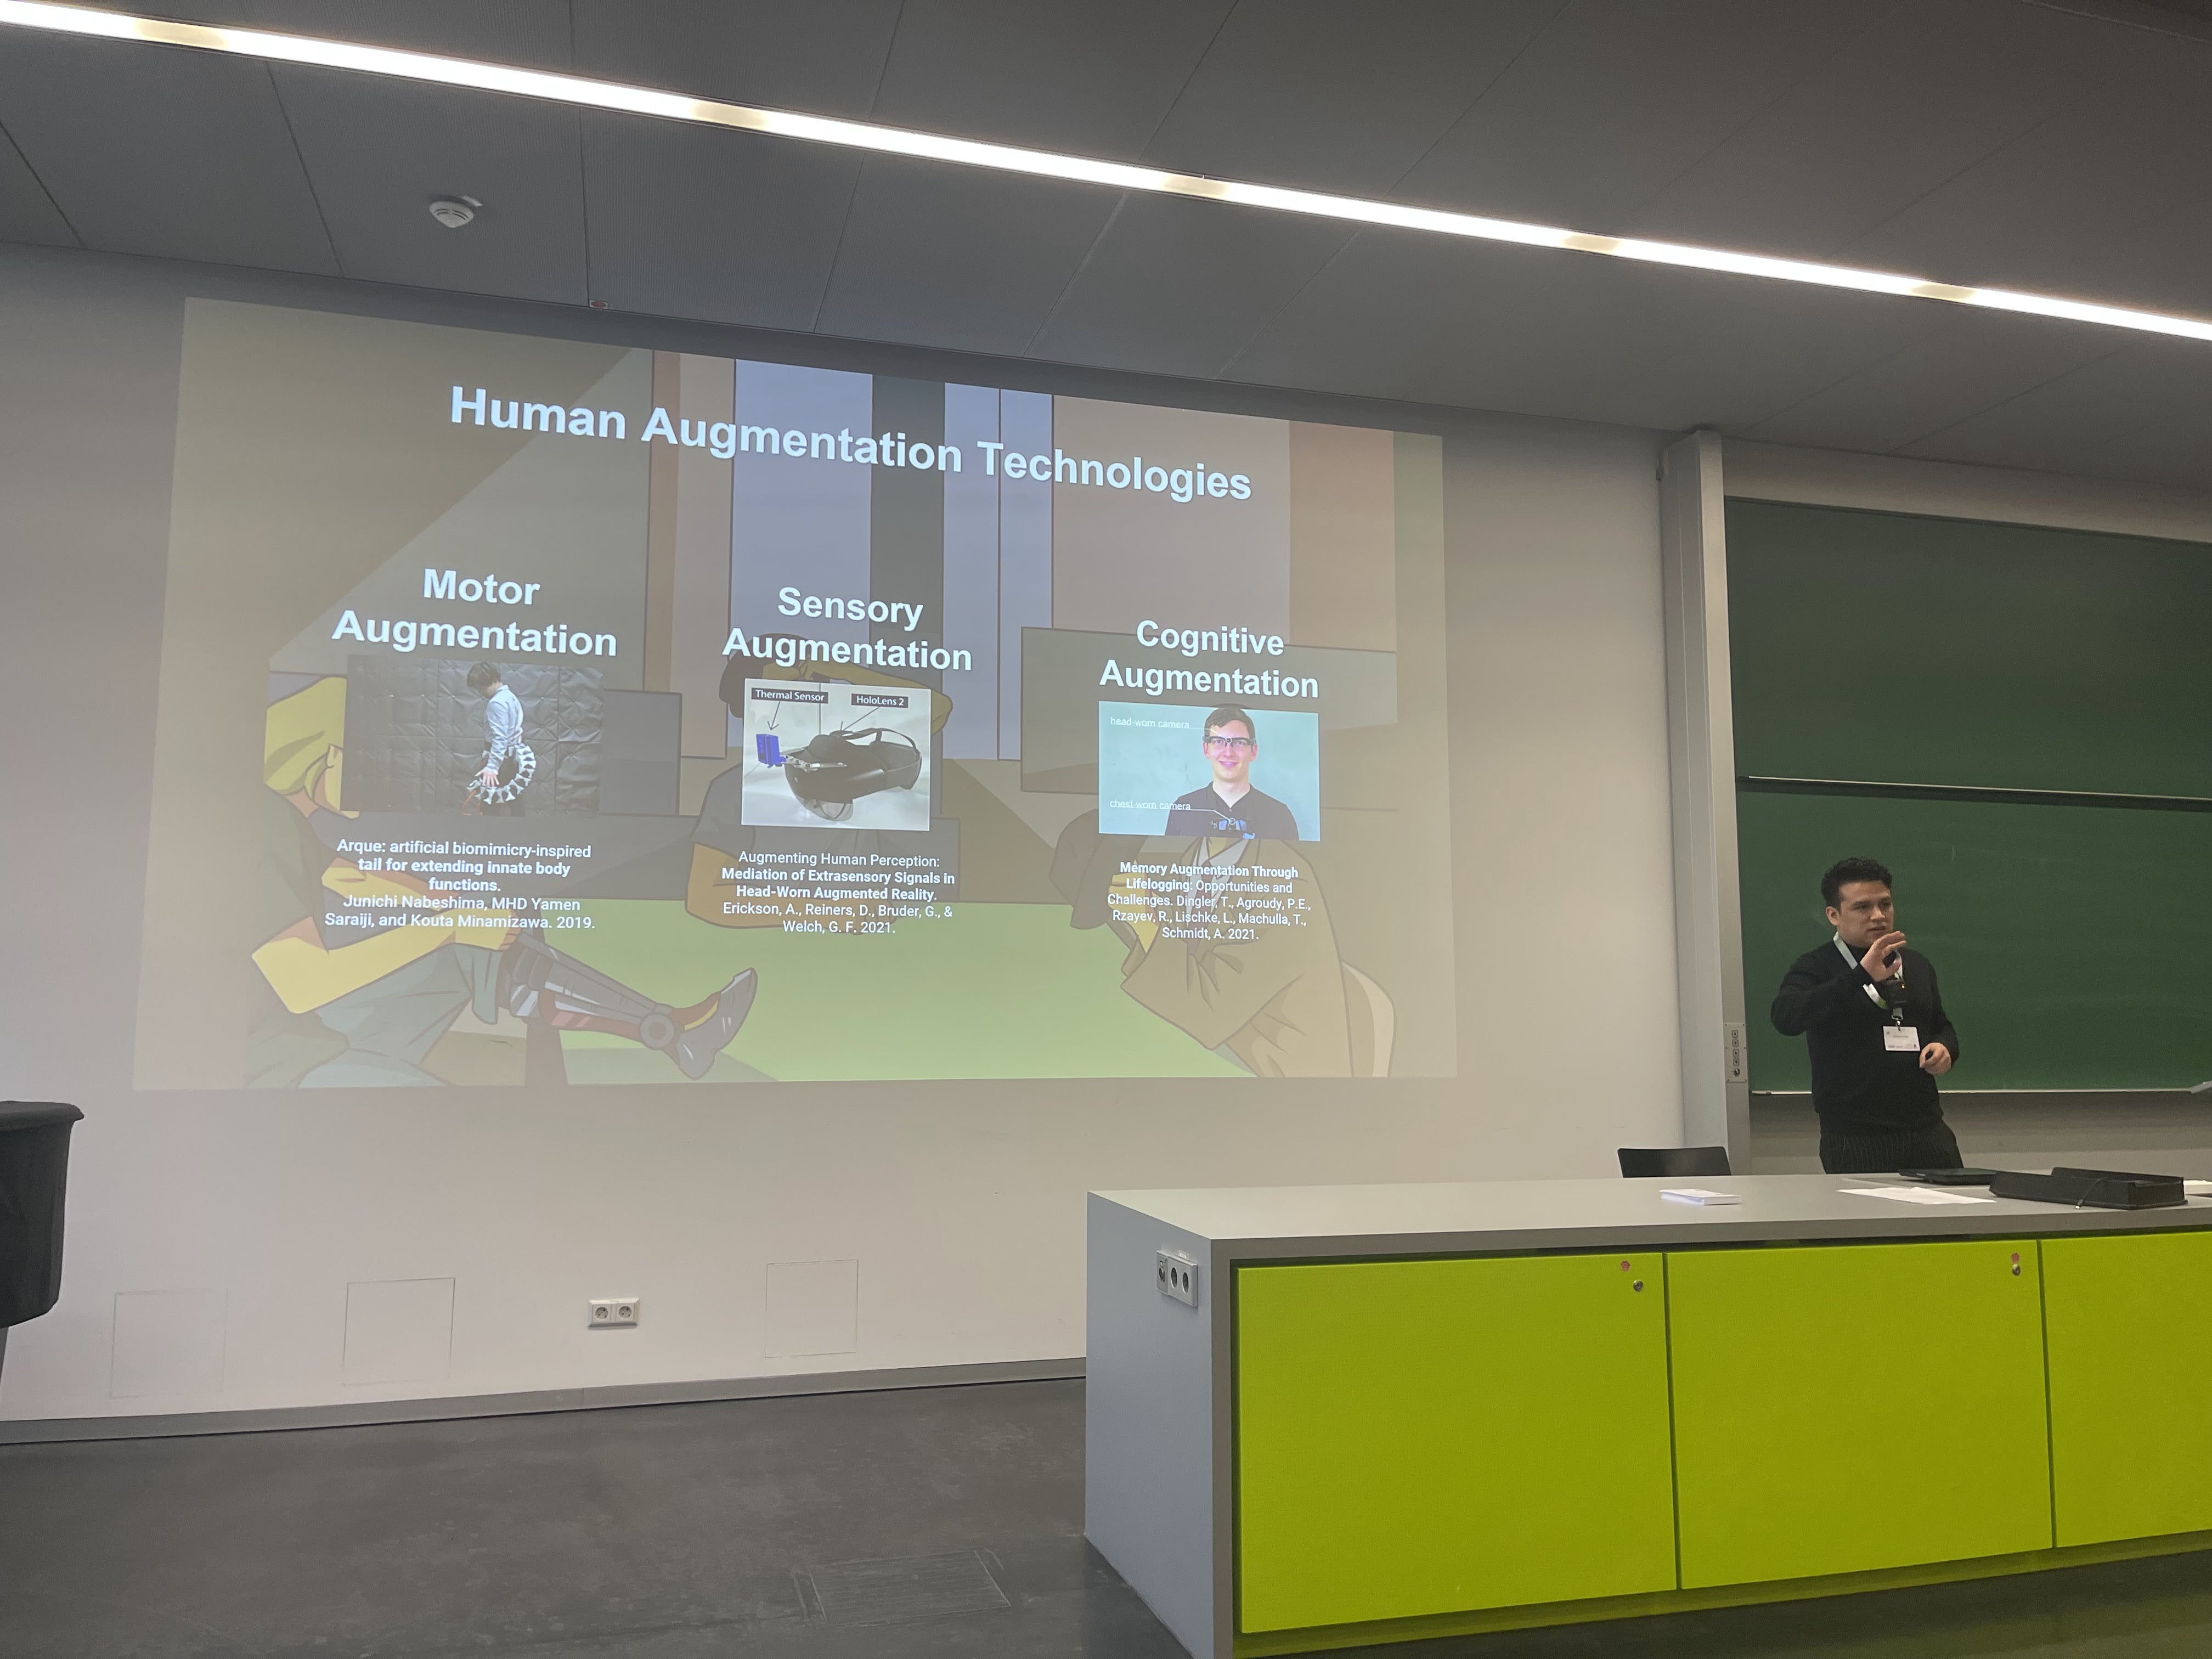 Human Augmentation Technologies
Motor
Augmentation
Arque: artificial biomimicry-inspired
tail for extending innate body
functions.
Junichi Nabeshima, MHD Yamen
Saraiji, and Kouta Minamizawa. 2019.
Sensory
Augmentation
Thermal Sensor
HoloLens 2
Augmenting Human Perception:
Mediation of Extrasensory Signals in
Head-Worn Augmented Reality.
Erickson, A., Reiners, D., Bruder, G., &
Welch, G. F. 2021.
Cognitive
Augmentation
head-worn camera
chest-worn camera
Memory Augmentation Through
Lifelogging: Opportunities and
Challenges. Dingler, T., Agroudy, P.E.,
Rzayev, R., Lischke, L., Machulla, T.,
Schmidt, A. 2021.